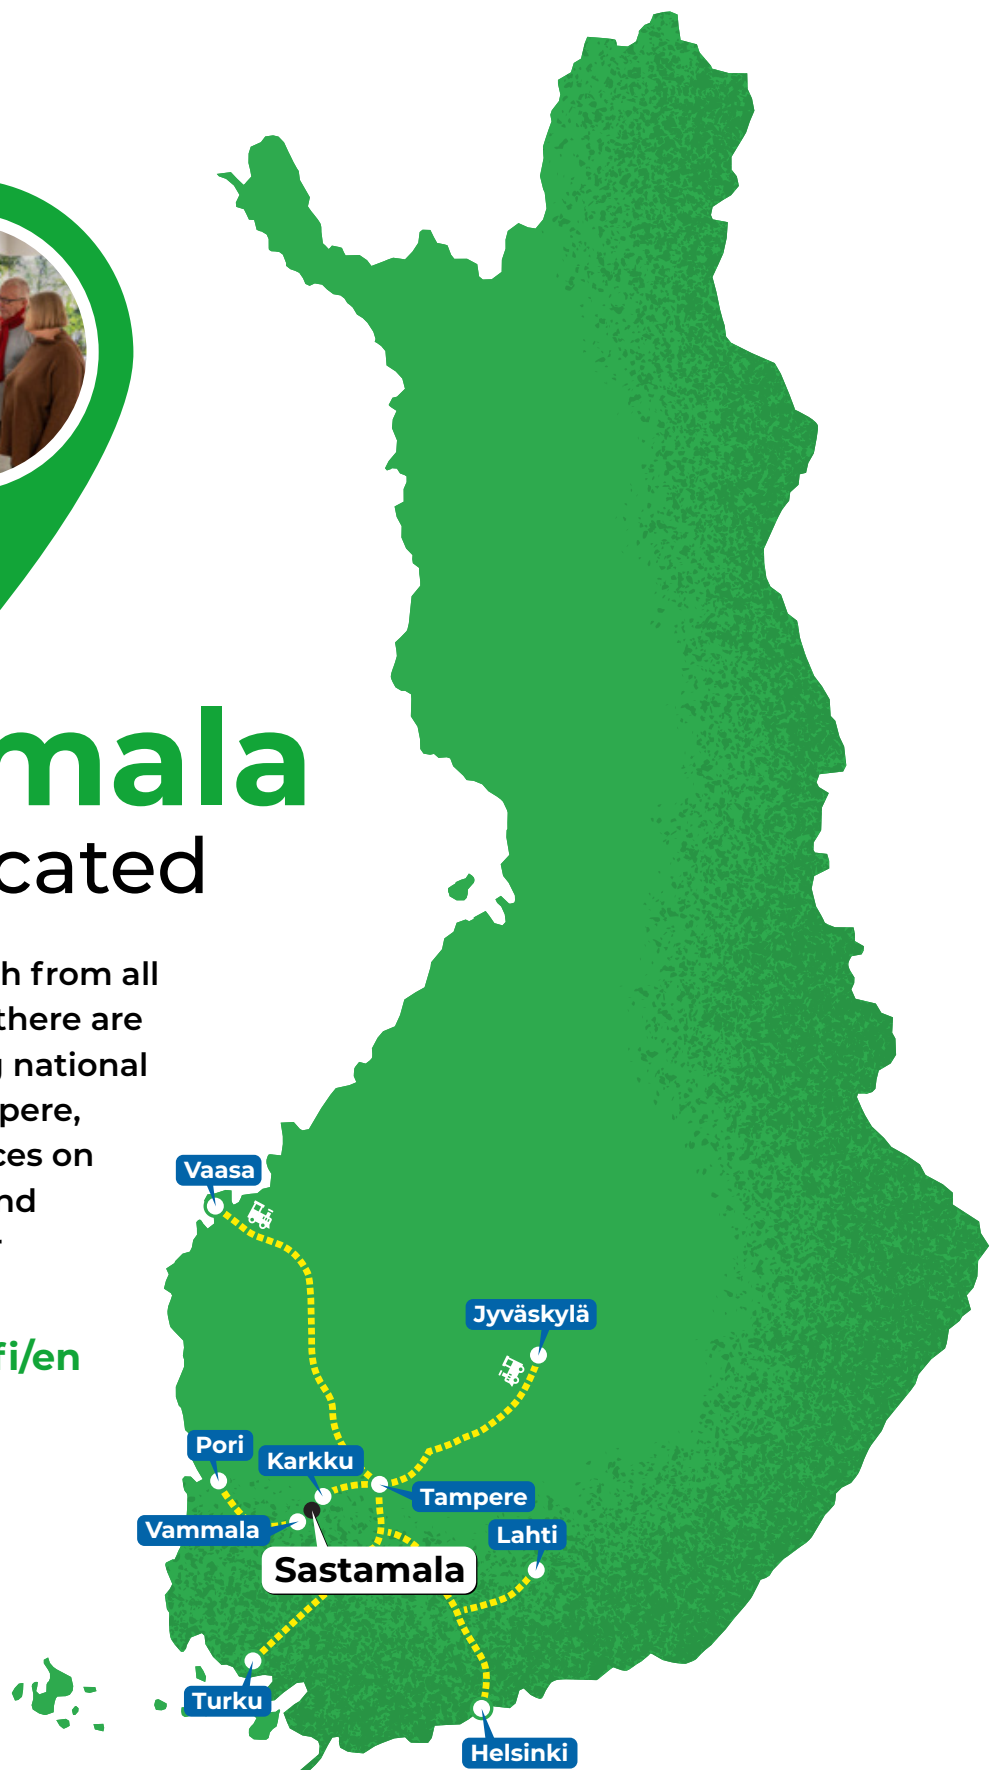 mala
cated
h from all
there are
g national
pere,
ces on
nd
fi/en
Vaasa
Jyväskylä
Pori
Karkku
Tampere
Vammala
Lahti
Sastamala
Turku
Helsinki